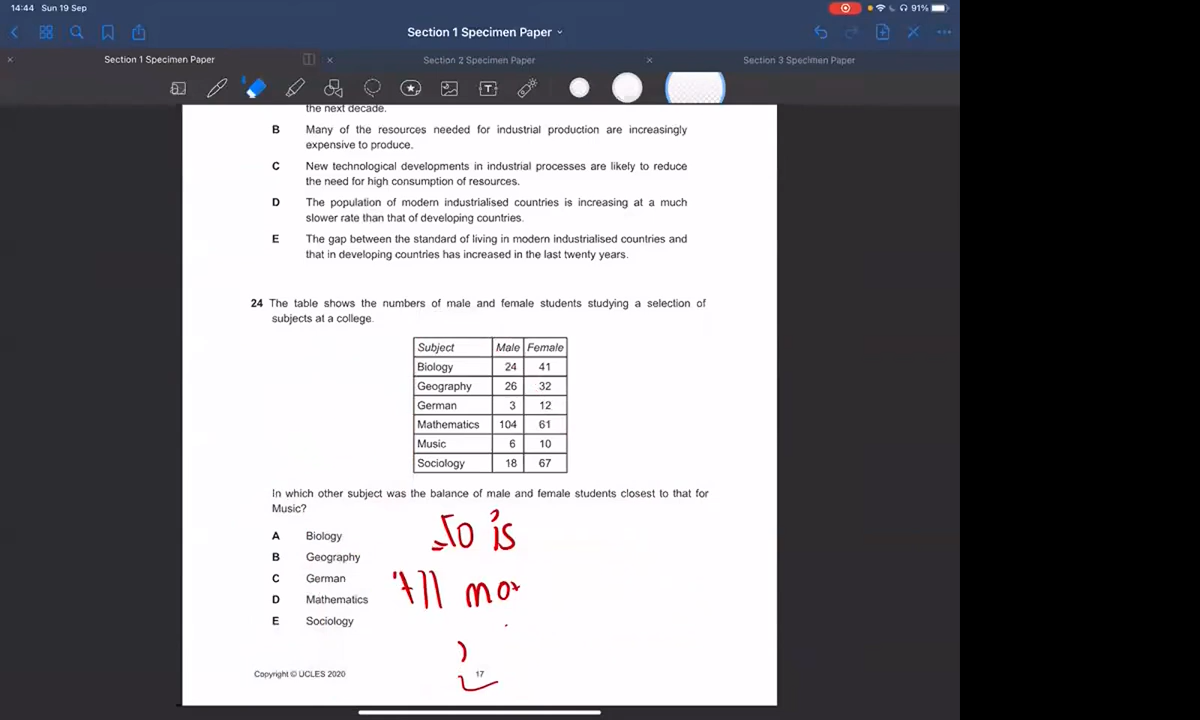 14:44 Sun 19 Sep
91%
Section 1 Specimen Paper
Section 1 Specimen Paper
Section 2 Specimen Paper
Section 3 Specimen Paper
the next decade.
B Many of the resources needed for industrial production are increasingly
expensive to produce.
C New technological developments in industrial processes are likely to reduce
the need for high consumption of resources.
D The population of modern industrialised countries is increasing at a much
slower rate than that of developing countries.
E The gap between the standard of living in modern industrialised countries and
that in developing countries has increased in the last twenty years.
24 The table shows the numbers of male and female students studying a selection of
subjects at a college.
Subject Male Female
Biology 24 41
Geography 26 32
German 3 12
Mathematics 104 61
Music 6 10
Sociology 18 67
In which other subject was the balance of male and female students closest to that for
Music?
A Biology
B Geography
C German
D Mathematics
E Sociology
is
Copyright © UCLES 2020
17